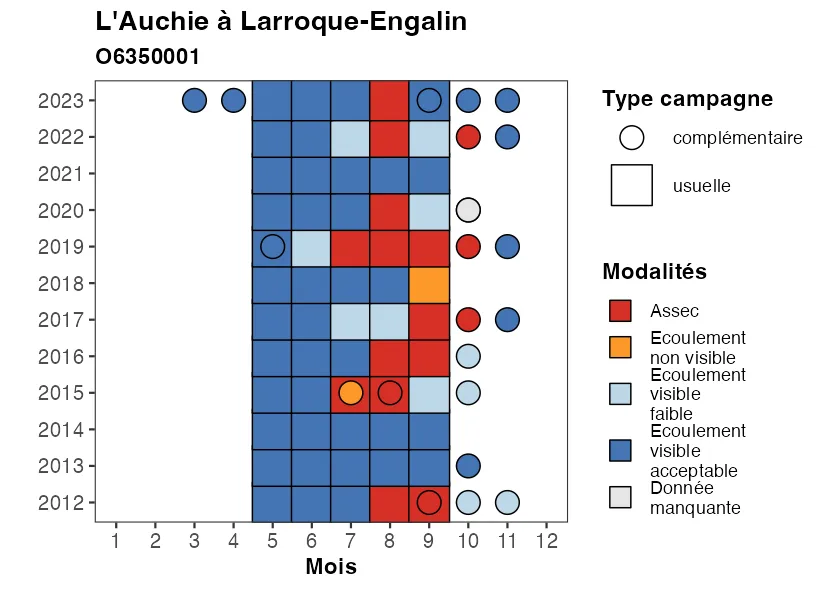 L'Auchie à Larroque-Engalin
O6350001
2023
2022
2021
2020
2019
2018
2017
2016
2015
2014
2013
2012
1 2 3 4 5 6 7 8 9 10 11 12
Mois
Type campagne
complémentaire
usuelle
Modalités
Assec
Ecoulement
non visible
Ecoulement
visible
faible
Ecoulement
visible
acceptable
Donnée
manquante